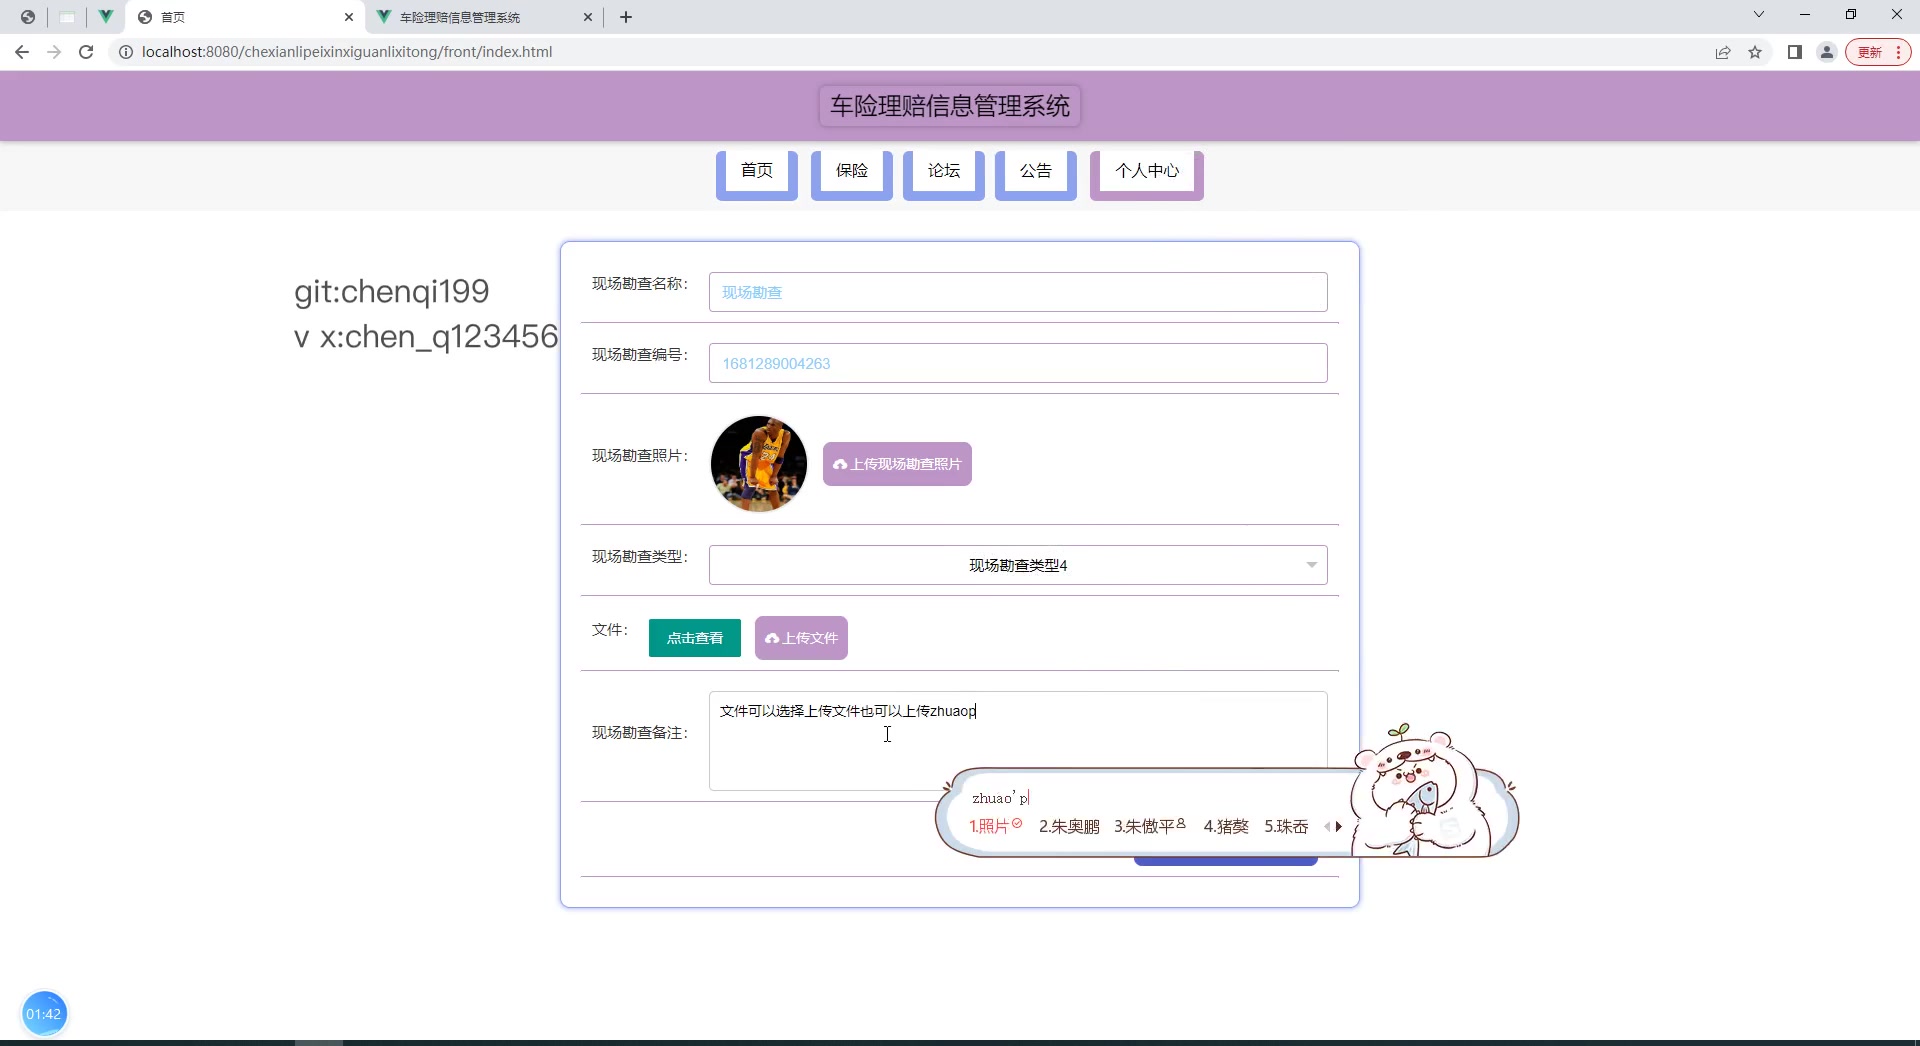 首页
车险理赔信息管理系统
localhost:8080/chexianlipeixinxiguanlixitong/front/index.html
更新
车险理赔信息管理系统
首页
保险
论坛
公告
个人中心
git:chenqi199
v x:chen_q123456
现场勘查名称：
现场勘查
现场勘查编号：
1681289004263
现场勘查照片：
上传现场勘查照片
现场勘查类型：
现场勘查类型4
文件：
点击查看
上传文件
现场勘查备注：
文件可以选择上传文件也可以上传zhuaop
zhuao'p
1.照片 2.朱奥鹏 3.朱傲平 4.猪嶅 5.珠岙
01:42